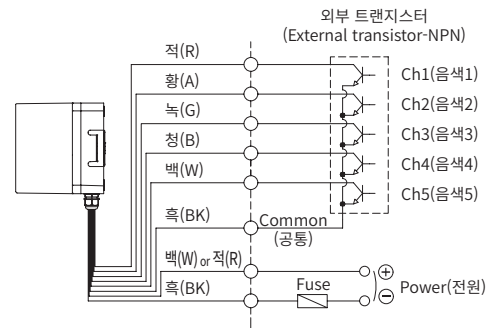 외부 트랜지스터
(External transistor-NPN)
적(R)
Ch1(음색1)
황(A)
Ch2(음색2)
녹(G)
Ch3(음색3)
청(B)
Ch4(음색4)
백(W)
Ch5(음색5)
흑(BK)
Common
(공통)
백(W) or 적(R)
흑(BK)
Fuse
Power(전원)